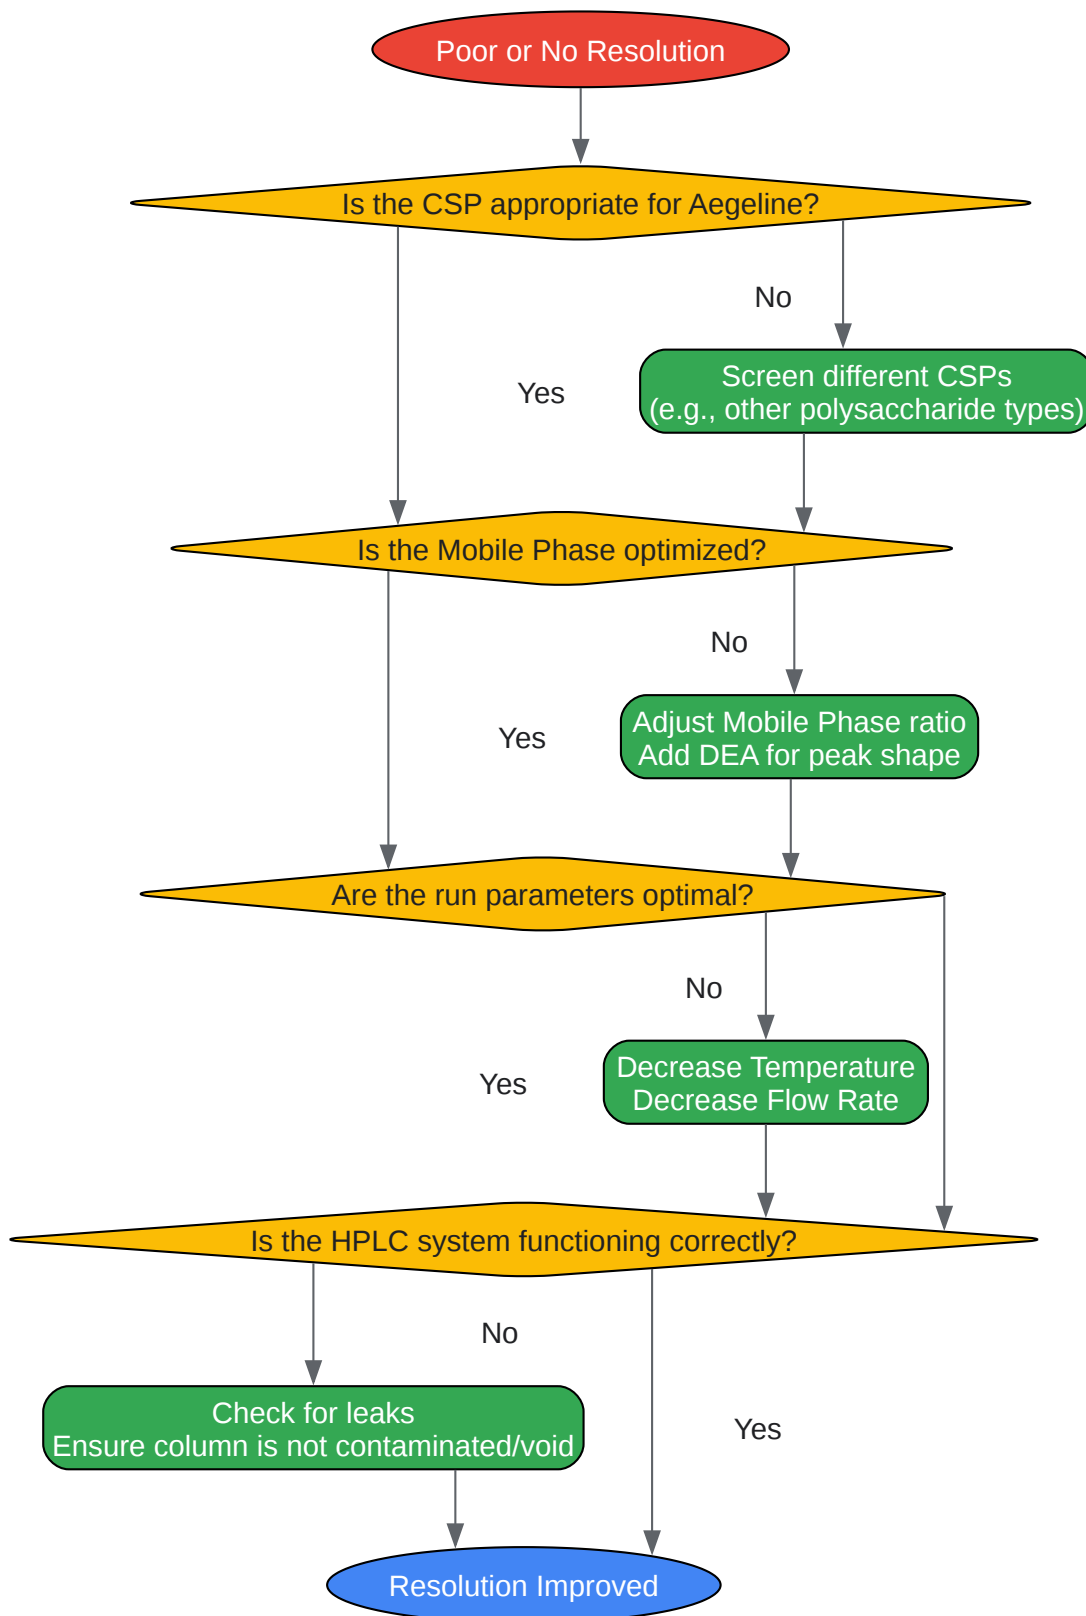 Poor or No Resolution
Is the CSP appropriate for Aegeline?
No
Screen different CSPs
(e.g., other polysaccharide types)
Yes
Is the Mobile Phase optimized?
No
Adjust Mobile Phase ratio
Add DEA for peak shape
Yes
Are the run parameters optimal?
No
Decrease Temperature
Decrease Flow Rate
Yes
Is the HPLC system functioning correctly?
No
Check for leaks
Ensure column is not contaminated/void
Yes
Resolution Improved